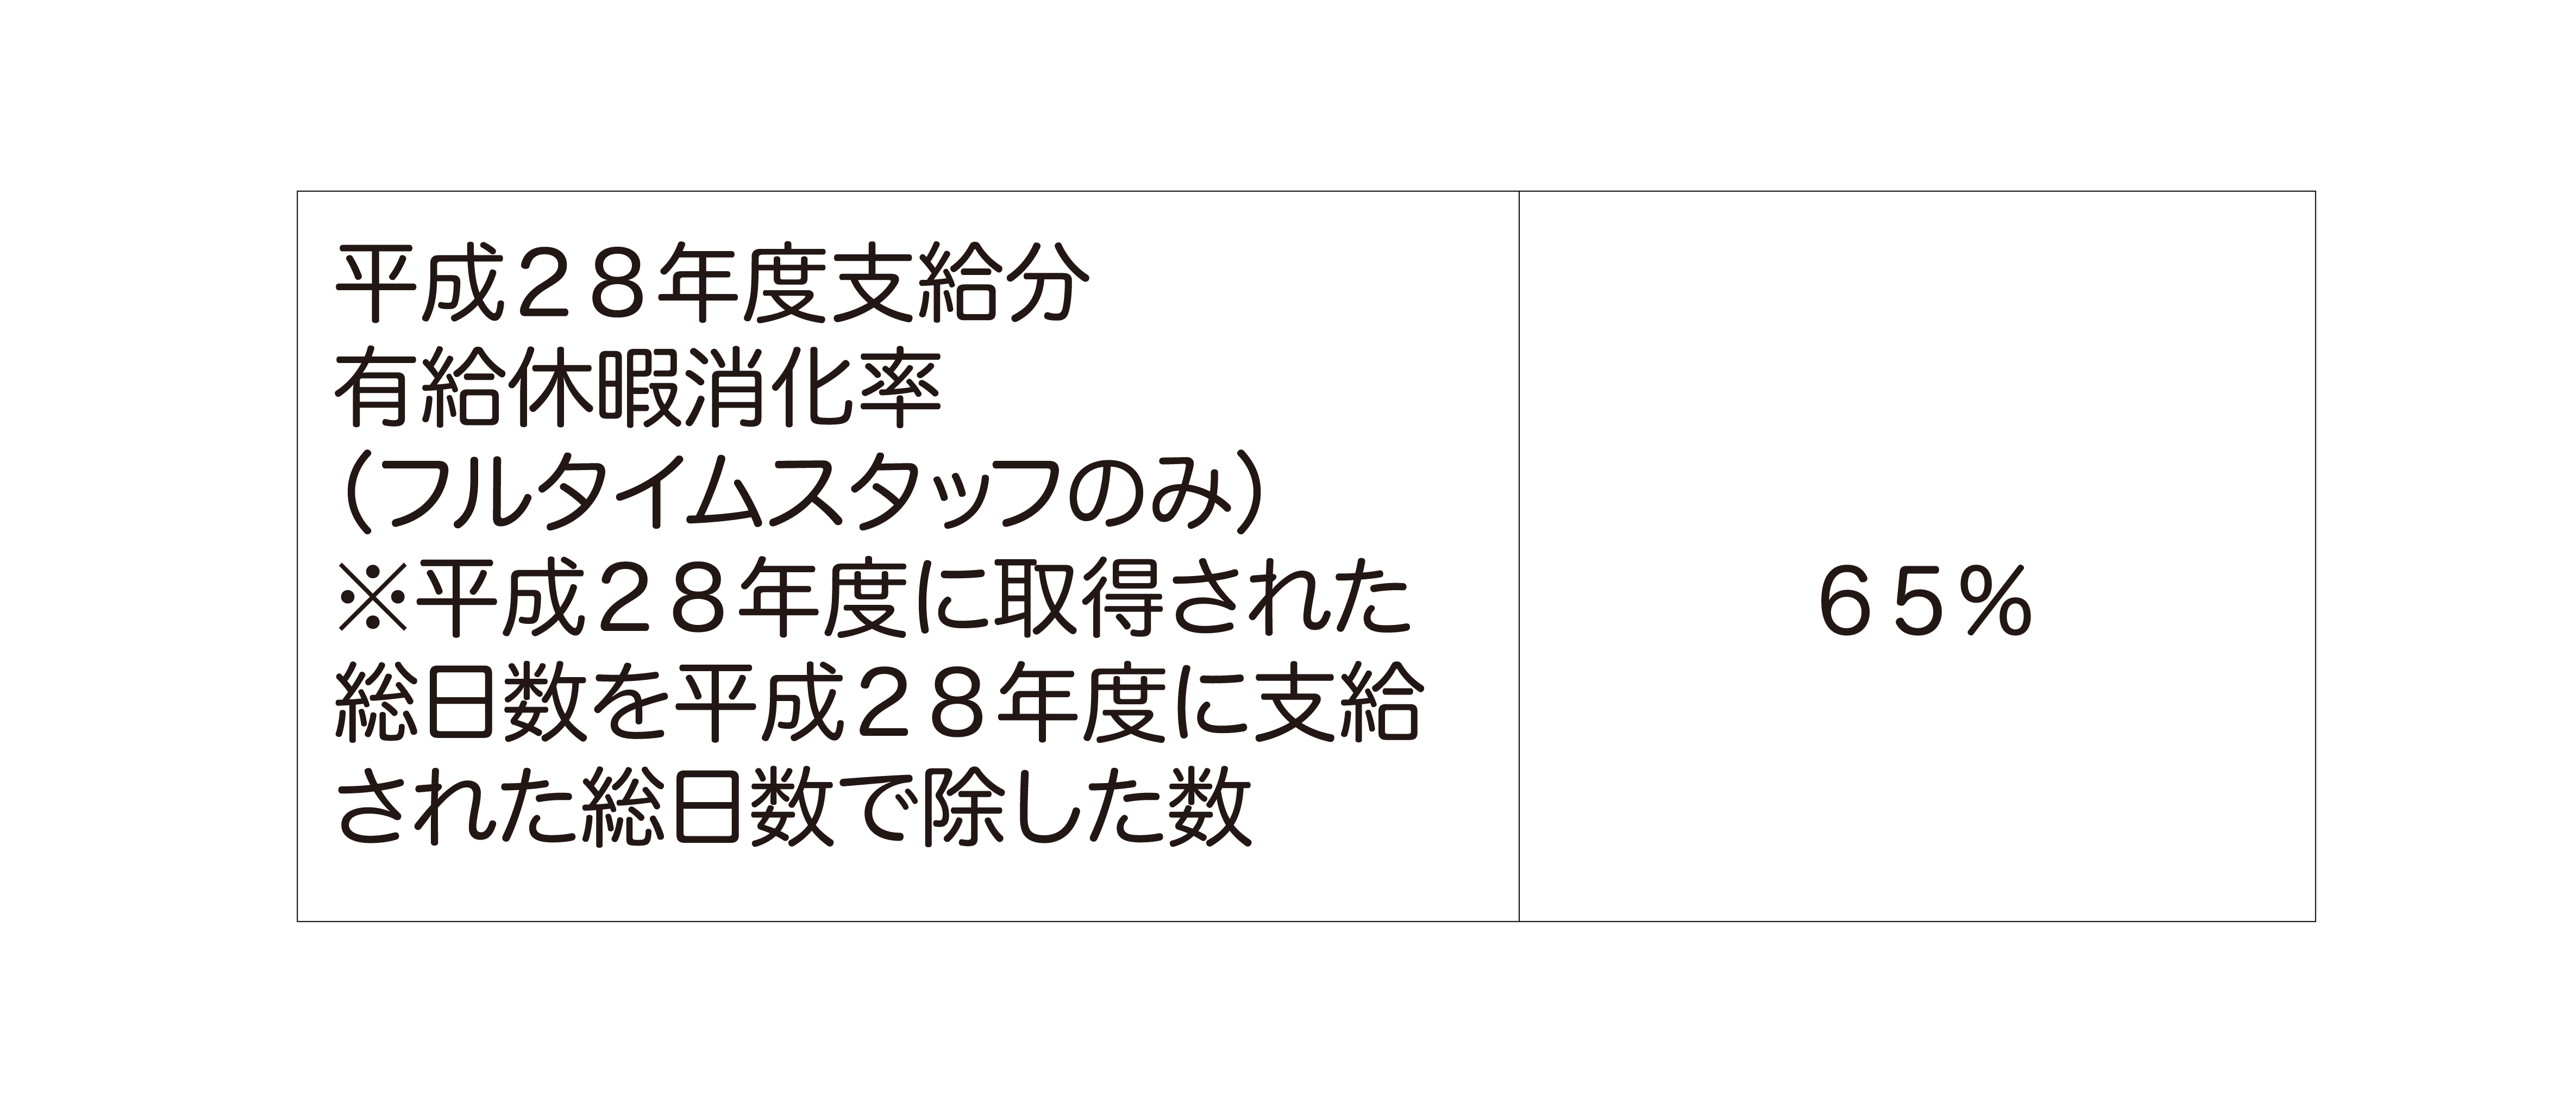 平成２８年度支給分
有給休暇消化率
（フルタイムスタッフのみ）
※平成２８年度に取得された
総日数を平成２８年度に支給
された総日数で除した数
６５％